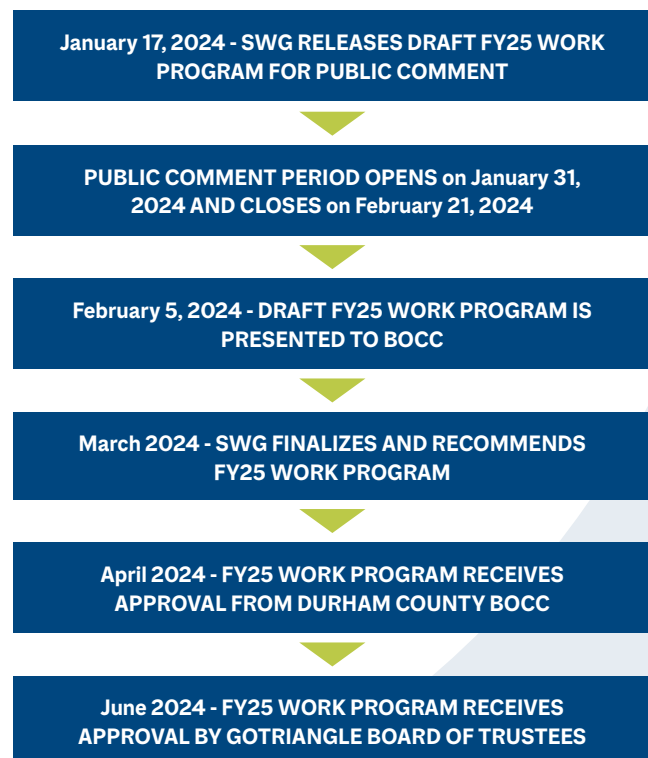 January 17, 2024 - SWG RELEASES DRAFT FY25 WORK
PROGRAM FOR PUBLIC COMMENT
PUBLIC COMMENT PERIOD OPENS on January 31,
2024 AND CLOSES on February 21, 2024
February 5, 2024 - DRAFT FY25 WORK PROGRAM IS
PRESENTED TO BOCC
March 2024 - SWG FINALIZES AND RECOMMENDS
FY25 WORK PROGRAM
April 2024 - FY25 WORK PROGRAM RECEIVES
APPROVAL FROM DURHAM COUNTY BOCC
June 2024 - FY25 WORK PROGRAM RECEIVES
APPROVAL BY GOTRIANGLE BOARD OF TRUSTEES